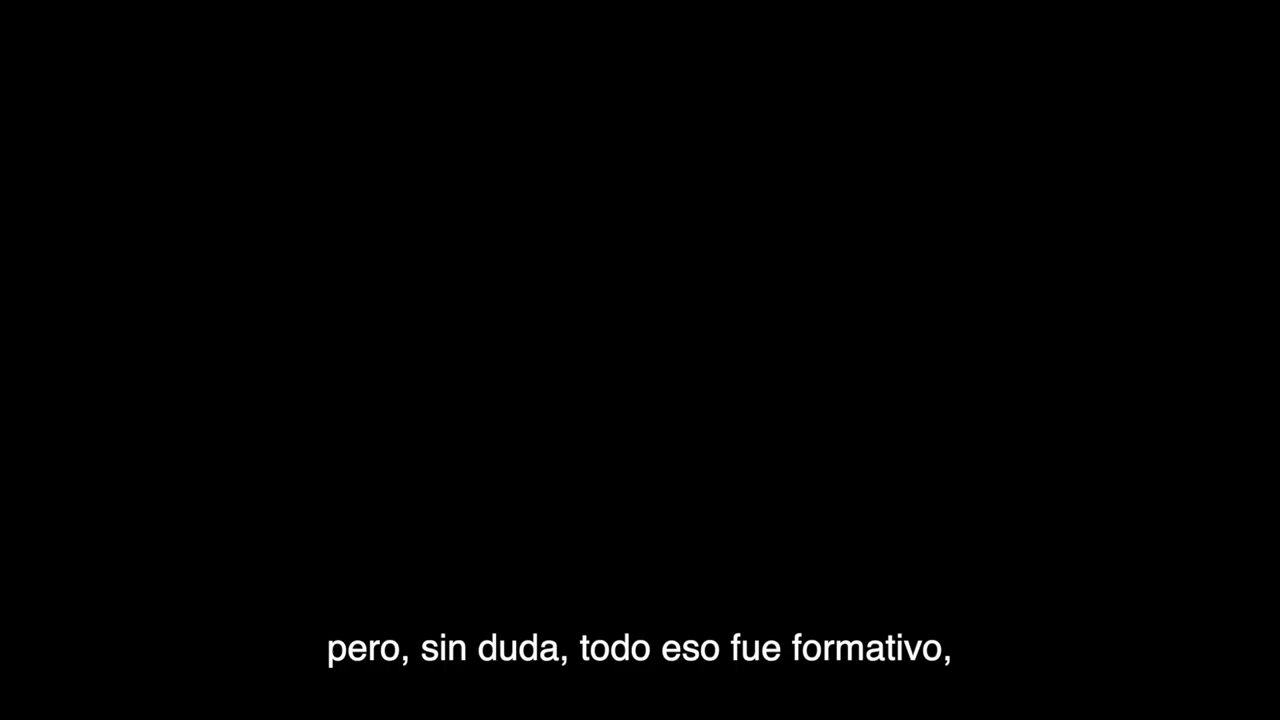 pero, sin duda, todo eso fue formativo,